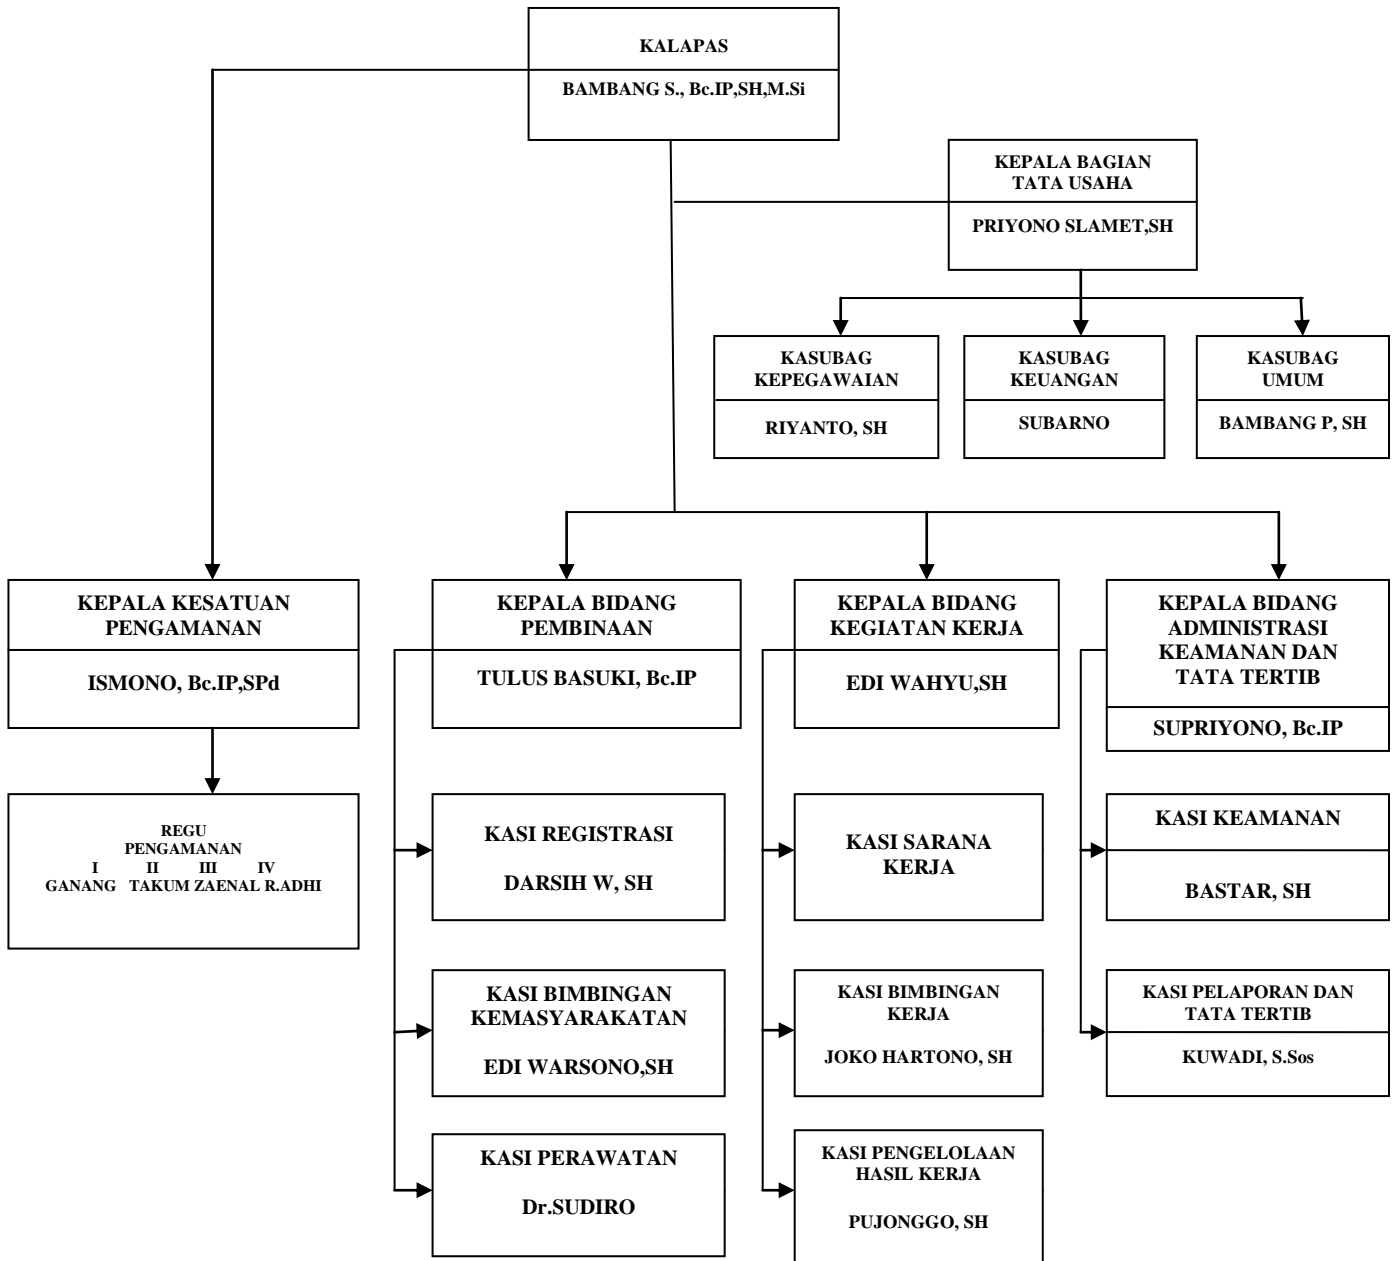 KALAPAS
BAMBANG S., Bc.IP,SH,M.Si
KEPALA BAGIAN
TATA USAHA
PRIYONO SLAMET,SH
KASUBAG
KEPEGAWAIAN
RIYANTO, SH
KASUBAG
KEUANGAN
SUBARNO
KASUBAG
UMUM
BAMBANG P, SH
KEPALA KESATUAN
PENGAMANAN
ISMONO, Bc.IP,SPd
KEPALA BIDANG
PEMBINAAN
TULUS BASUKI, Bc.IP
KEPALA BIDANG
KEGIATAN KERJA
EDI WAHYU,SH
KEPALA BIDANG
ADMINISTRASI
KEAMANAN DAN
TATA TERTIB
SUPRIYONO, Bc.IP
REGU
PENGAMANAN
I II III IV
GANANG TAKUM ZAENAL R.ADHI
KASI REGISTRASI
DARSIH W, SH
KASI SARANA
KERJA
KASI KEAMANAN
BASTAR, SH
KASI BIMBINGAN
KEMASYARAKATAN
EDI WARSONO,SH
KASI BIMBINGAN
KERJA
JOKO HARTONO, SH
KASI PELAPORAN DAN
TATA TERTIB
KUWADI, S.Sos
KASI PERAWATAN
Dr.SUDIRO
KASI PENGELOLAAN
HASIL KERJA
PUJONGGO, SH